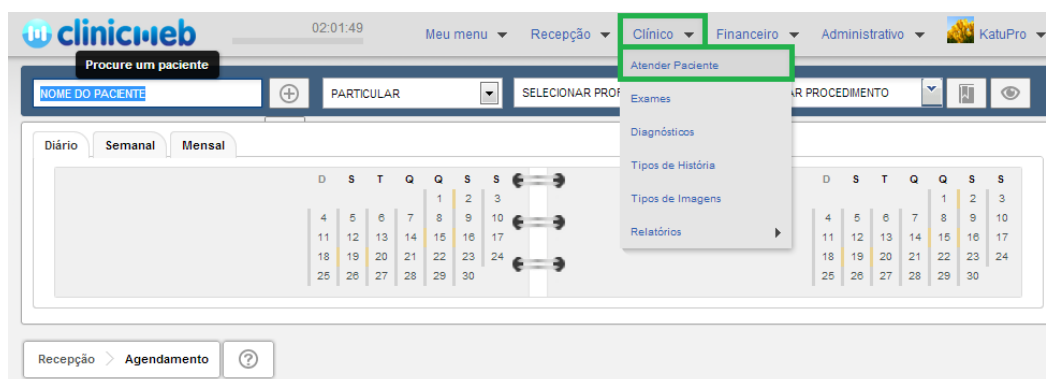 clinicweb
02:01:49
Meu menu Recepção Clínico Financeiro Administrativo KatuPro
Procure um paciente
NOME DO PACIENTE PARTICULAR SELECIONAR PROF AR PROCEDIMENTO
Atender Paciente
Exames
Diagnósticos
Tipos de História
Tipos de Imagens
Relatórios
Diário Semanal Mensal
D S T Q Q S S
1 2 3
4 5 6 7 8 9 10
11 12 13 14 15 16 17
18 19 20 21 22 23 24
25 26 27 28 29 30
D S T Q Q S S
1 2 3
4 5 6 7 8 9 10
11 12 13 14 15 16 17
18 19 20 21 22 23 24
25 26 27 28 29 30
Recepção Agendamento ?